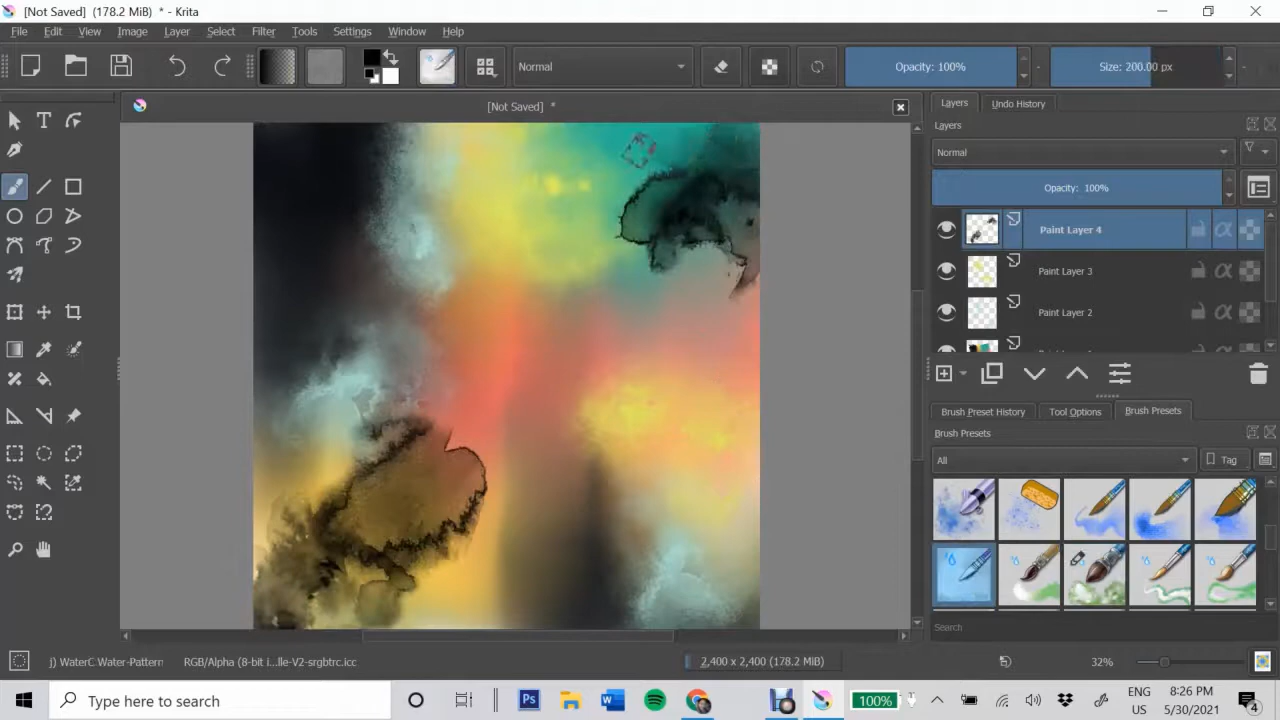 [Not Saved] (178.2 MiB) * - Krita
File Edit View Image Layer Select Filter Tools Settings Window Help
Normal
Opacity: 100%
Size: 200.00 px
[Not Saved] *
Layers Undo History
Layers
Normal
Opacity: 100%
Paint Layer 4
Paint Layer 3
Paint Layer 2
Brush Preset History Tool Options Brush Presets
Brush Presets
All
Tag
Search
j) WaterC Water-Pattern RGB/Alpha (8-bit i...lle-V2-srgbtrc.icc 2,400 x 2,400 (178.2 MiB) 32%
Type here to search
Ps
W
100%
ENG
US
8:26 PM
5/30/2021
4